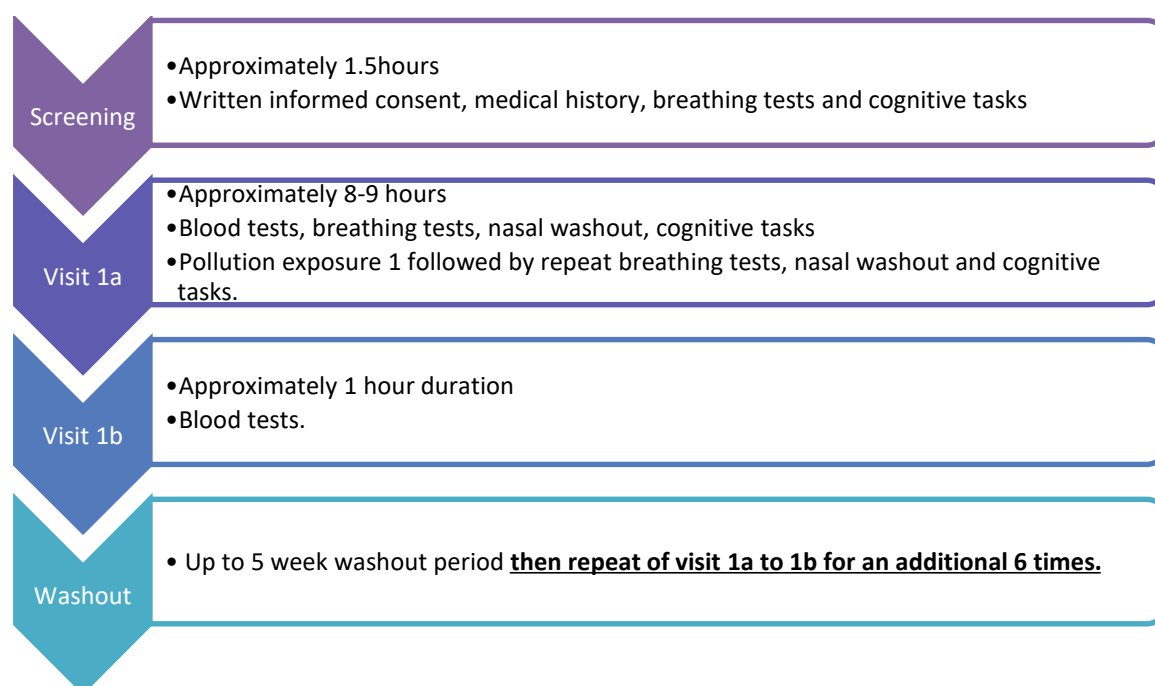 Screening
•Approximately 1.5hours
•Written informed consent, medical history, breathing tests and cognitive tasks
Visit 1a
•Approximately 8-9 hours
•Blood tests, breathing tests, nasal washout, cognitive tasks
•Pollution exposure 1 followed by repeat breathing tests, nasal washout and cognitive
tasks.
Visit 1b
•Approximately 1 hour duration
•Blood tests.
Washout
• Up to 5 week washout period then repeat of visit 1a to 1b for an additional 6 times.